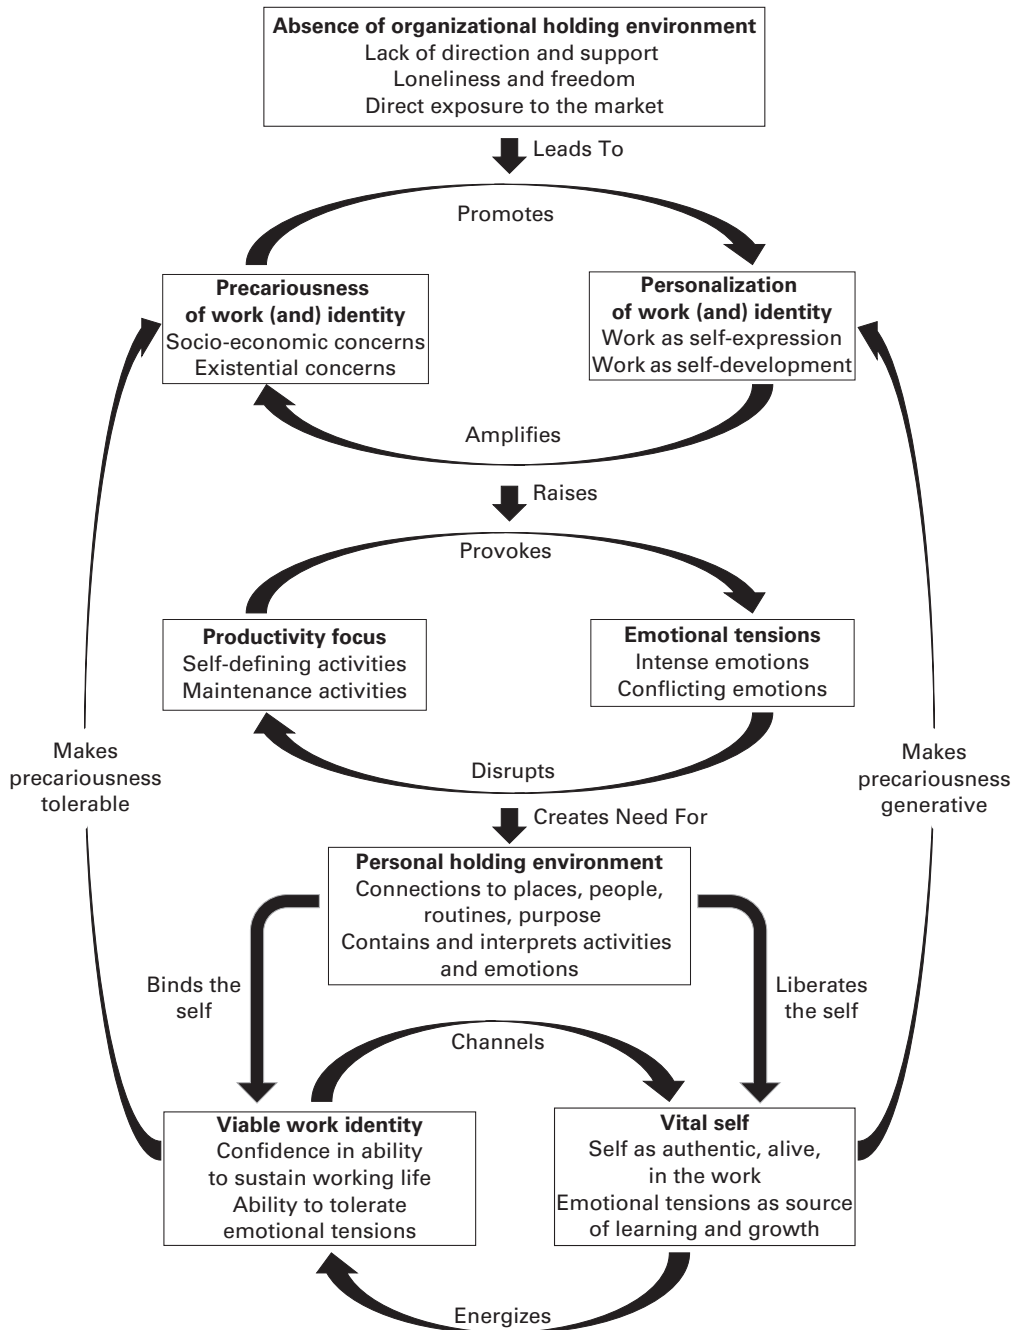 Absence of organizational holding environment
Lack of direction and support
Loneliness and freedom
Direct exposure to the market
Leads To
Promotes
Precariousness
of work (and) identity
Socio-economic concerns
Existential concerns
Personalization
of work (and) identity
Work as self-expression
Work as self-development
Amplifies
Raises
Provokes
Productivity focus
Self-defining activities
Maintenance activities
Emotional tensions
Intense emotions
Conflicting emotions
Makes
precariousness
tolerable
Disrupts
Makes
precariousness
generative
Creates Need For
Personal holding environment
Connections to places, people,
routines, purpose
Contains and interprets activities
and emotions
Binds the
self
Liberates
the self
Channels
Viable work identity
Confidence in ability
to sustain working life
Ability to tolerate
emotional tensions
Vital self
Self as authentic, alive,
in the work
Emotional tensions as source
of learning and growth
Energizes